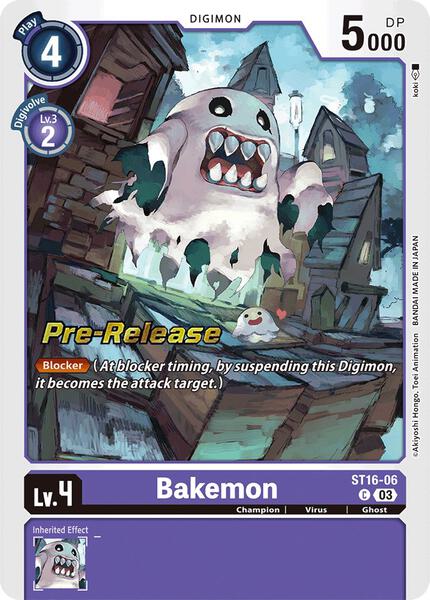 Play
4
DIGIMON
5000
DP
Digivolve
Lv.3
2
koki
©Akiyoshi Hongo, Toei Animation BANDAI MADE IN JAPAN
Pre-Release
Blocker (At blocker timing, by suspending this Digimon,
it becomes the attack target.)
Lv.4
Bakemon
ST16-06
C 03
Champion | Virus | Ghost
Inherited Effect
–